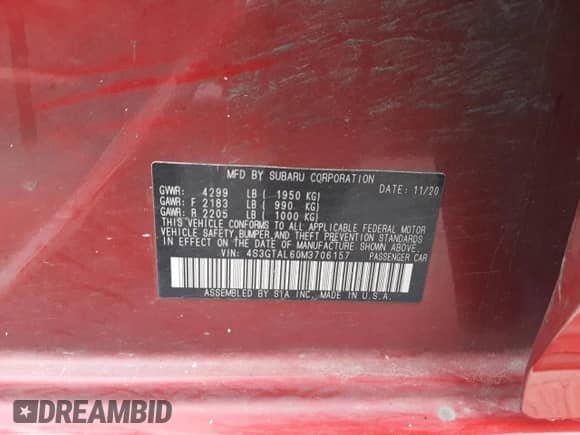 MFD BY SUBARU CORPORATION
GVWR: 4299 LB ( 1950 KG) DATE: 11/20
GAWR: F 2183 LB ( 990 KG)
GAWR: R 2205 LB ( 1000 KG)
THIS VEHICLE CONFORMS TO ALL APPLICABLE FEDERAL MOTOR
VEHICLE SAFETY,BUMPER,AND THEFT PREVENTION STANDARDS
IN EFFECT ON THE DATE OF MANUFACTURE SHOWN ABOVE.
VIN: 4S3GTAL60M3706157 PASSENGER CAR
ASSEMBLED BY SIA INC, MADE IN U.S.A.
DREAMBID